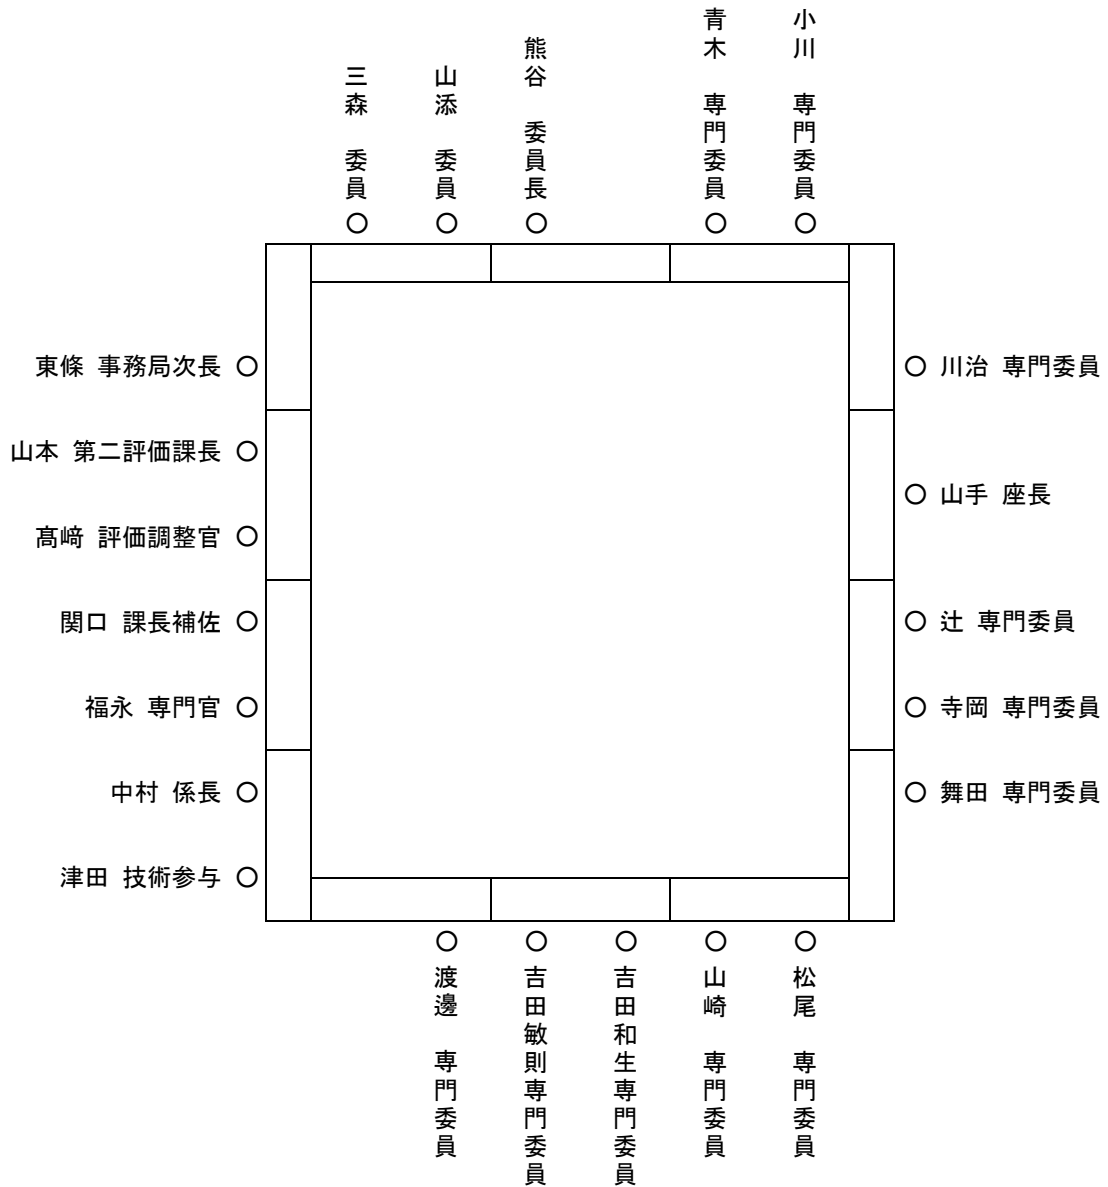 三森 委員
山添 委員
熊谷 委員長
青木 専門委員
小川 専門委員
○ ○ ○ ○ ○
東條 事務局次長 ○
山本 第二評価課長 ○
髙﨑 評価調整官 ○
関口 課長補佐 ○
福永 専門官 ○
中村 係長 ○
津田 技術参与 ○
○ 川治 専門委員
○ 山手 座長
○ 辻 専門委員
○ 寺岡 専門委員
○ 舞田 専門委員
○ ○ ○ ○ ○
渡邊 専門委員
吉田敏則専門委員
吉田和生専門委員
山崎 専門委員
松尾 専門委員